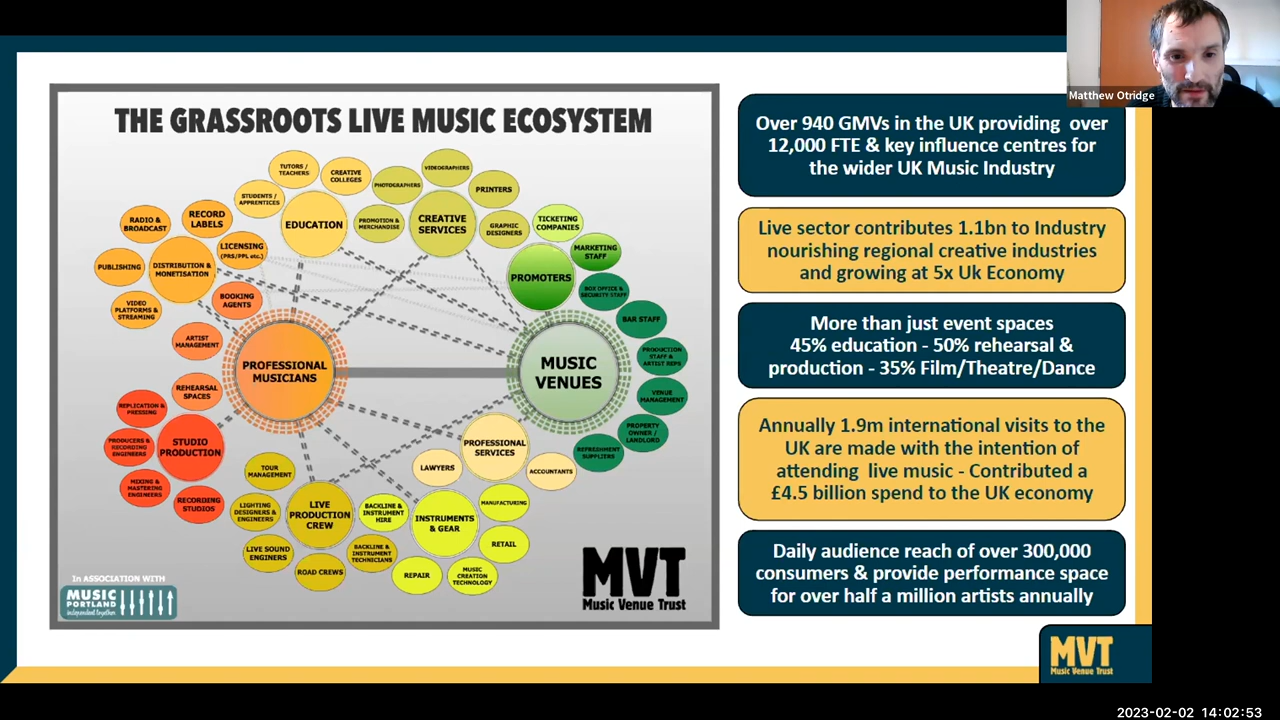 Matthew Otridge
THE GRASSROOTS LIVE MUSIC ECOSYSTEM
TUTORS /
TEACHERS
CREATIVE
COLLEGES
STUDENTS /
APPRENTICES
EDUCATION
PHOTOGRAPHERS
VIDEOGRAPHERS
PRINTERS
PROMOTION &
MERCHANDISE
CREATIVE
SERVICES
GRAPHIC
DESIGNERS
TICKETING
COMPANIES
MARKETING
STAFF
PROMOTERS
BOX OFFICE &
SECURITY STAFF
BAR STAFF
PRODUCTION
STAFF &
ARTIST REPS
VENUE
MANAGEMENT
PROPERTY
OWNER /
LANDLORD
REFRESHMENT
SUPPLIERS
MUSIC
VENUES
RADIO &
BROADCAST
RECORD
LABELS
LICENSING
(PRS/PPL etc.)
PUBLISHING
DISTRIBUTION &
MONETISATION
VIDEO
PLATFORMS &
STREAMING
BOOKING
AGENTS
ARTIST
MANAGEMENT
PROFESSIONAL
MUSICIANS
REHEARSAL
SPACES
REPLICATION &
PRESSING
PRODUCERS &
RECORDING
ENGINEERS
STUDIO
PRODUCTION
MIXING &
MASTERING
ENGINEERS
RECORDING
STUDIOS
TOUR
MANAGEMENT
LIGHTING
DESIGNERS &
ENGINEERS
LIVE
PRODUCTION
CREW
LIVE SOUND
ENGINERS
ROAD CREWS
BACKLINE &
INSTRUMENT
TECHNICIANS
BACKLINE &
INSTRUMENT
HIRE
INSTRUMENTS
& GEAR
MANUFACTURING
RETAIL
MUSIC
CREATION
TECHNOLOGY
REPAIR
PROFESSIONAL
SERVICES
LAWYERS
ACCOUNTANTS
In ASSOCIATION WITH
MUSIC
PORTLAND
independent together
MVT
Music Venue Trust
Over 940 GMVs in the UK providing over
12,000 FTE & key influence centres for
the wider UK Music Industry
Live sector contributes 1.1bn to Industry
nourishing regional creative industries
and growing at 5x Uk Economy
More than just event spaces
45% education - 50% rehearsal &
production - 35% Film/Theatre/Dance
Annually 1.9m international visits to the
UK are made with the intention of
attending live music - Contributed a
£4.5 billion spend to the UK economy
Daily audience reach of over 300,000
consumers & provide performance space
for over half a million artists annually
MVT
Music Venue Trust
2023-02-02 14:02:53